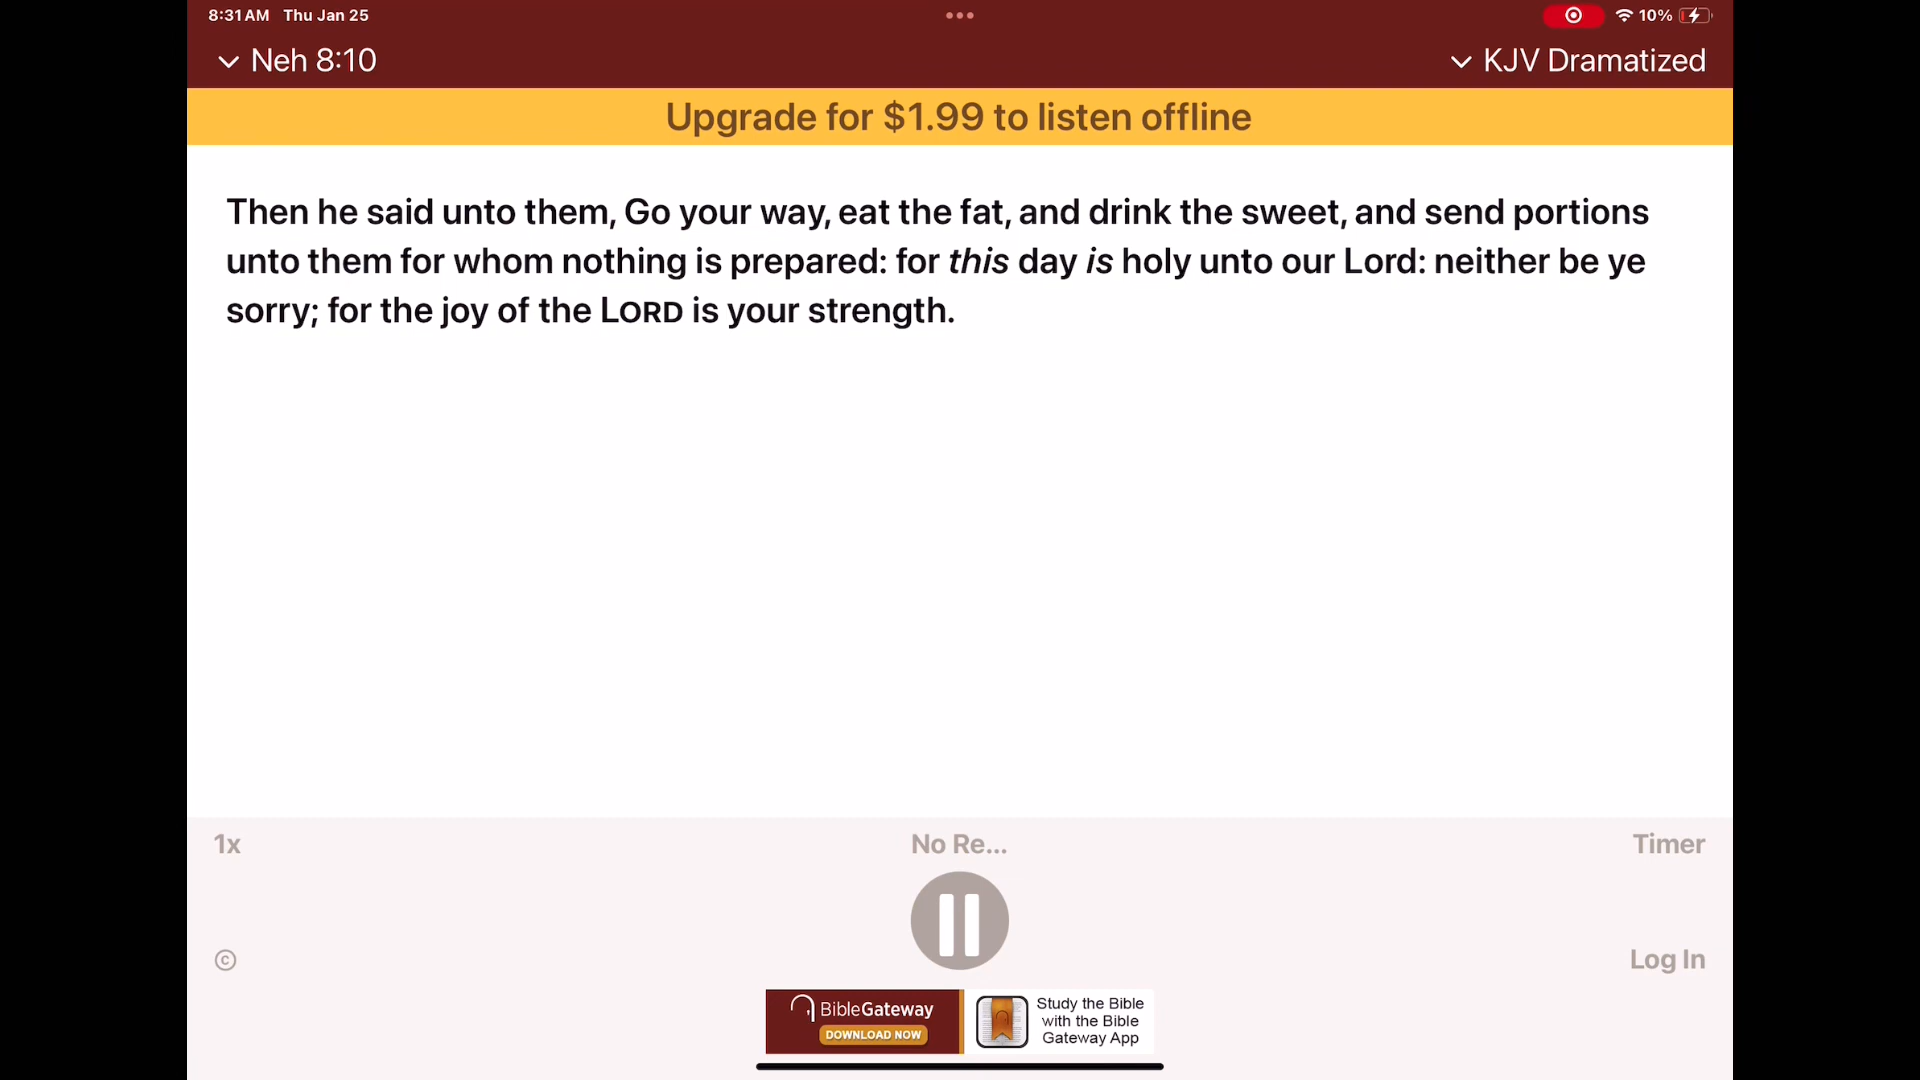 8:31 AM Thu Jan 25
10%
Neh 8:10
KJV Dramatized
Upgrade for $1.99 to listen offline
Then he said unto them, Go your way, eat the fat, and drink the sweet, and send portions
unto them for whom nothing is prepared: for this day is holy unto our Lord: neither be ye
sorry; for the joy of the LORD is your strength.
1x
No Re...
Timer
©
Log In
BibleGateway
DOWNLOAD NOW
Study the Bible
with the Bible
Gateway App